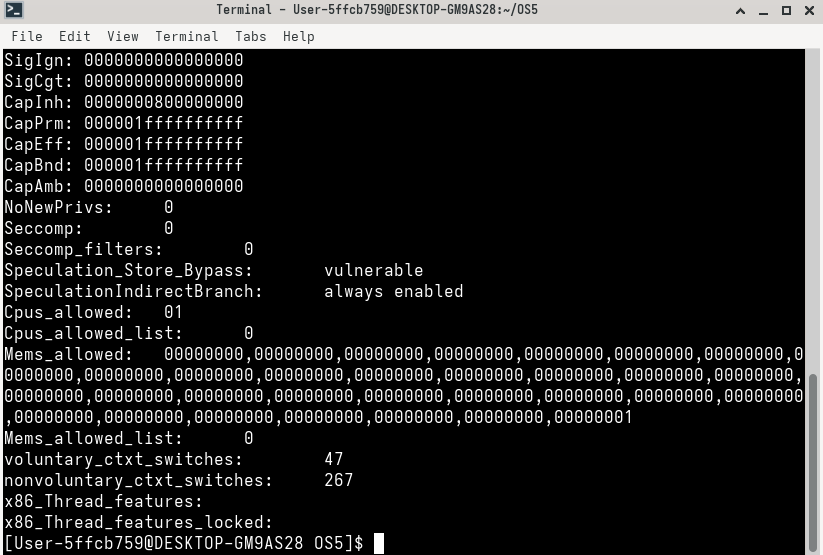 Terminal - User-5ffcb759@DESKTOP-GM9AS28:~/OS5
File Edit View Terminal Tabs Help
SigIgn: 0000000000000000
SigCgt: 0000000000000000
CapInh: 0000000800000000
CapPrm: 000001ffffffffff
CapEff: 000001ffffffffff
CapBnd: 000001ffffffffff
CapAmb: 0000000000000000
NoNewPrivs: 0
Seccomp: 0
Seccomp_filters: 0
Speculation_Store_Bypass: vulnerable
SpeculationIndirectBranch: always enabled
Cpus_allowed: 01
Cpus_allowed_list: 0
Mems_allowed: 00000000,00000000,00000000,00000000,00000000,00000000,00000000,0
0000000,00000000,00000000,00000000,00000000,00000000,00000000,00000000,00000000,
00000000,00000000,00000000,00000000,00000000,00000000,00000000,00000000,00000000
,00000000,00000000,00000000,00000000,00000000,00000000,00000001
Mems_allowed_list: 0
voluntary_ctxt_switches: 47
nonvoluntary_ctxt_switches: 267
x86_Thread_features:
x86_Thread_features_locked:
[User-5ffcb759@DESKTOP-GM9AS28 OS5]$